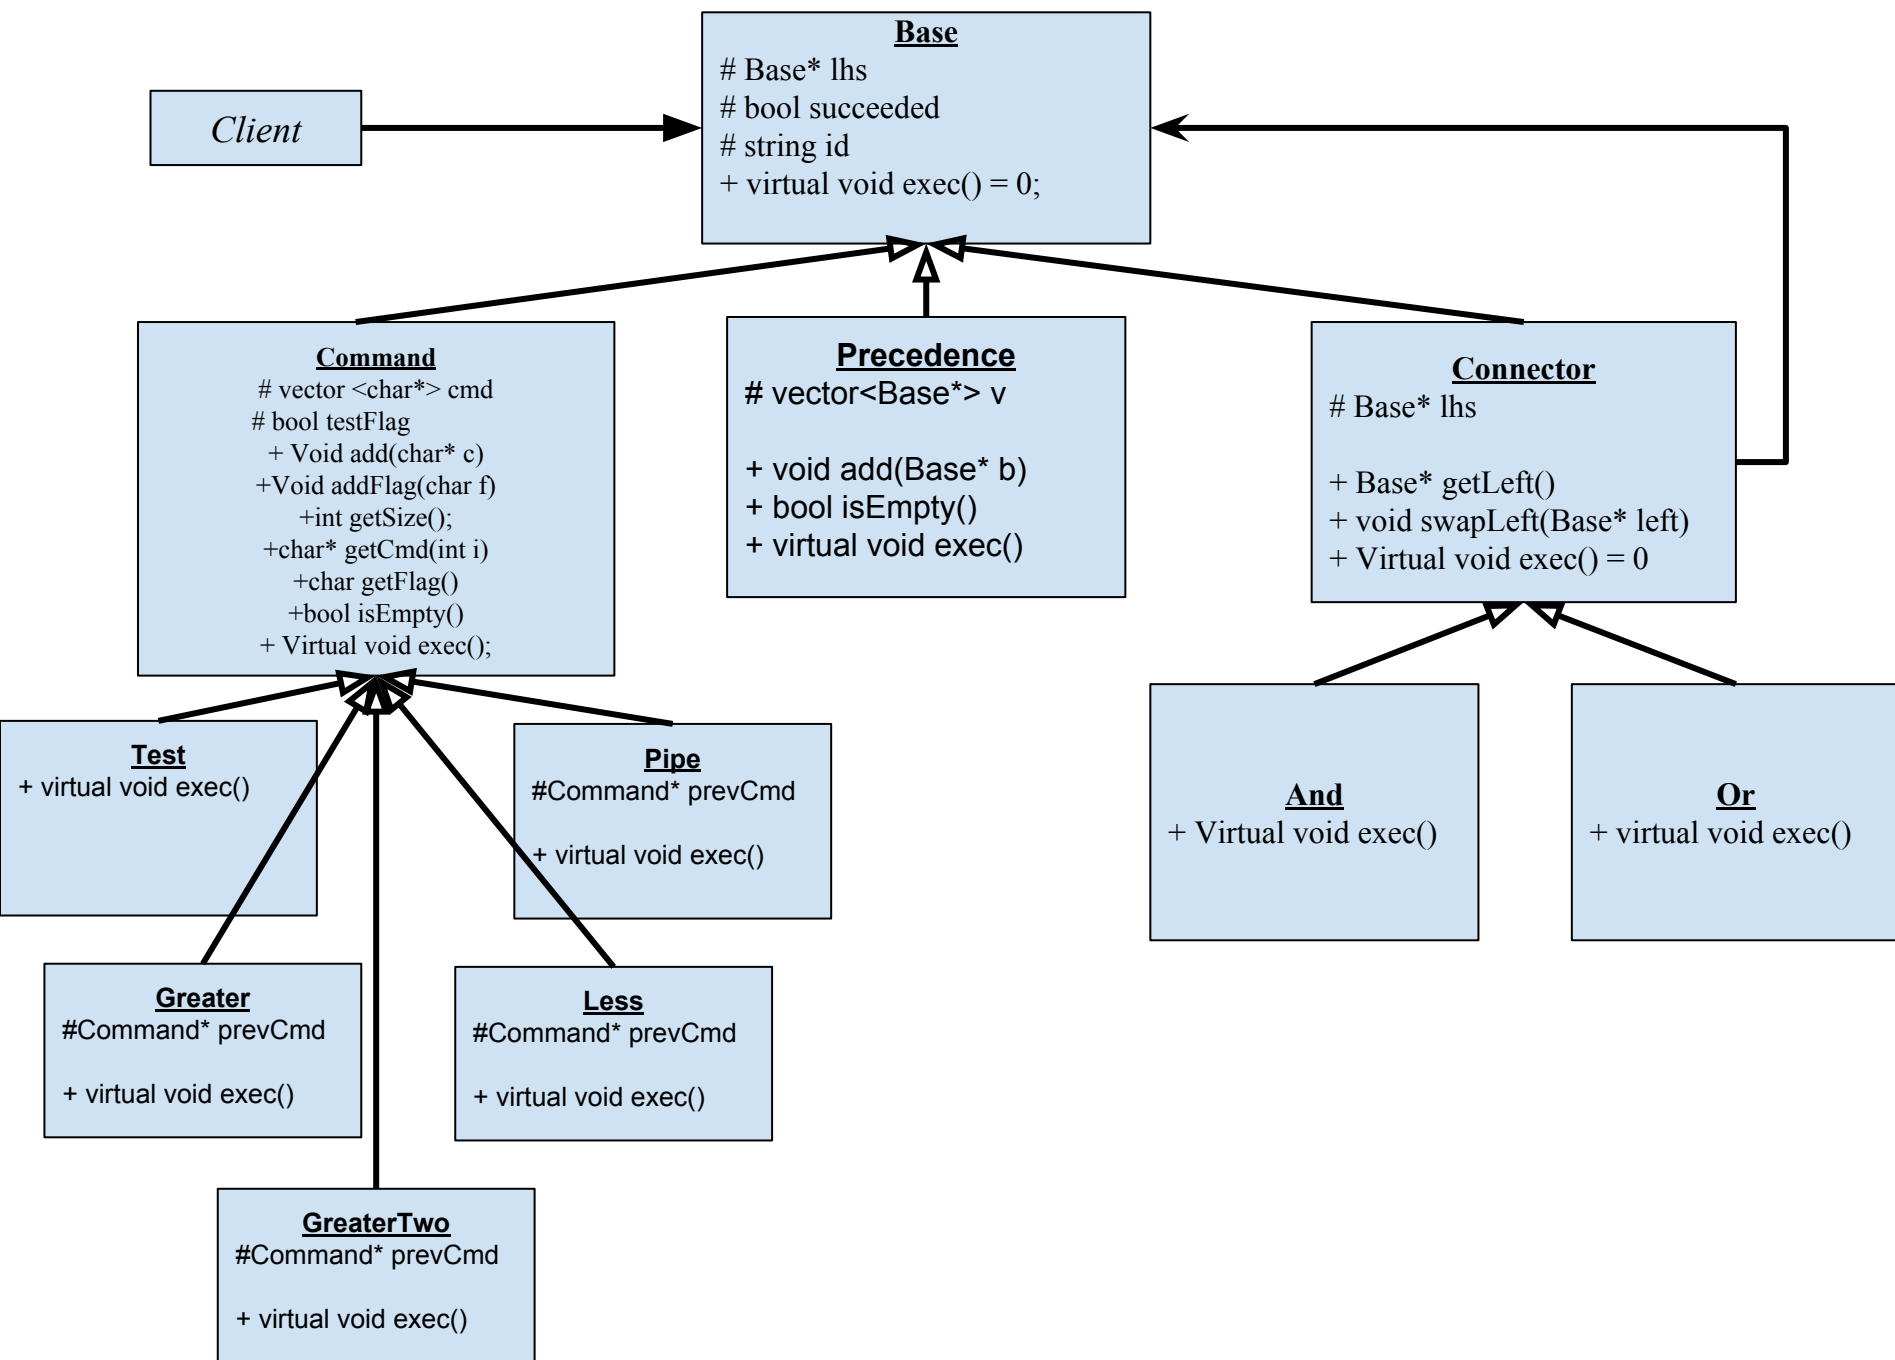 Base
# Base* lhs
# bool succeeded
# string id
+ virtual void exec() = 0;
Client
Command
# vector <char*> cmd
# bool testFlag
+ Void add(char* c)
+Void addFlag(char f)
+int getSize();
+char* getCmd(int i)
+char getFlag()
+bool isEmpty()
+ Virtual void exec();
Precedence
# vector<Base*> v
+ void add(Base* b)
+ bool isEmpty()
+ virtual void exec()
Connector
# Base* lhs
+ Base* getLeft()
+ void swapLeft(Base* left)
+ Virtual void exec() = 0
Test
+ virtual void exec()
Pipe
#Command* prevCmd
+ virtual void exec()
And
+ Virtual void exec()
Or
+ virtual void exec()
Greater
#Command* prevCmd
+ virtual void exec()
Less
#Command* prevCmd
+ virtual void exec()
GreaterTwo
#Command* prevCmd
+ virtual void exec()